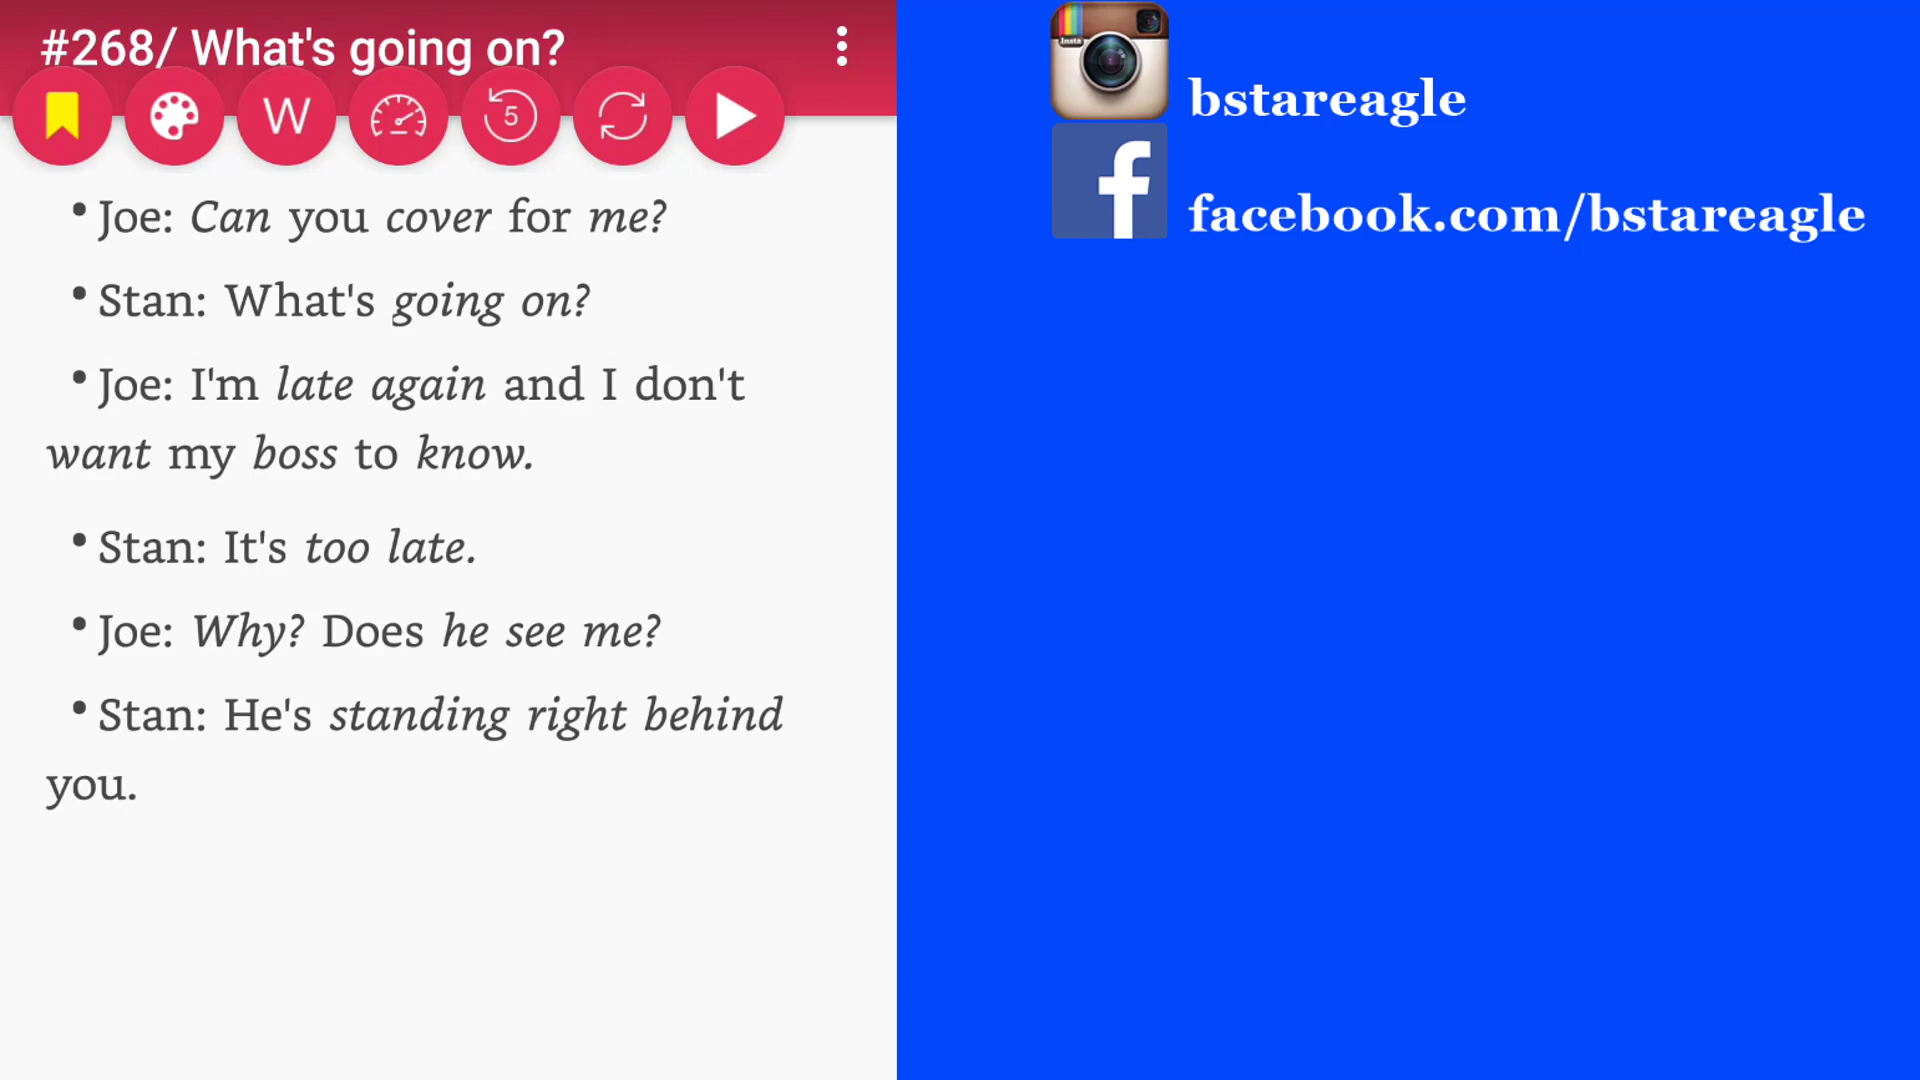 #268/ What's going on?
W
5
• Joe: Can you cover for me?
• Stan: What's going on?
• Joe: I'm late again and I don't
want my boss to know.
• Stan: It's too late.
• Joe: Why? Does he see me?
• Stan: He's standing right behind
you.
Insta
bstareagle
f
facebook.com/bstareagle